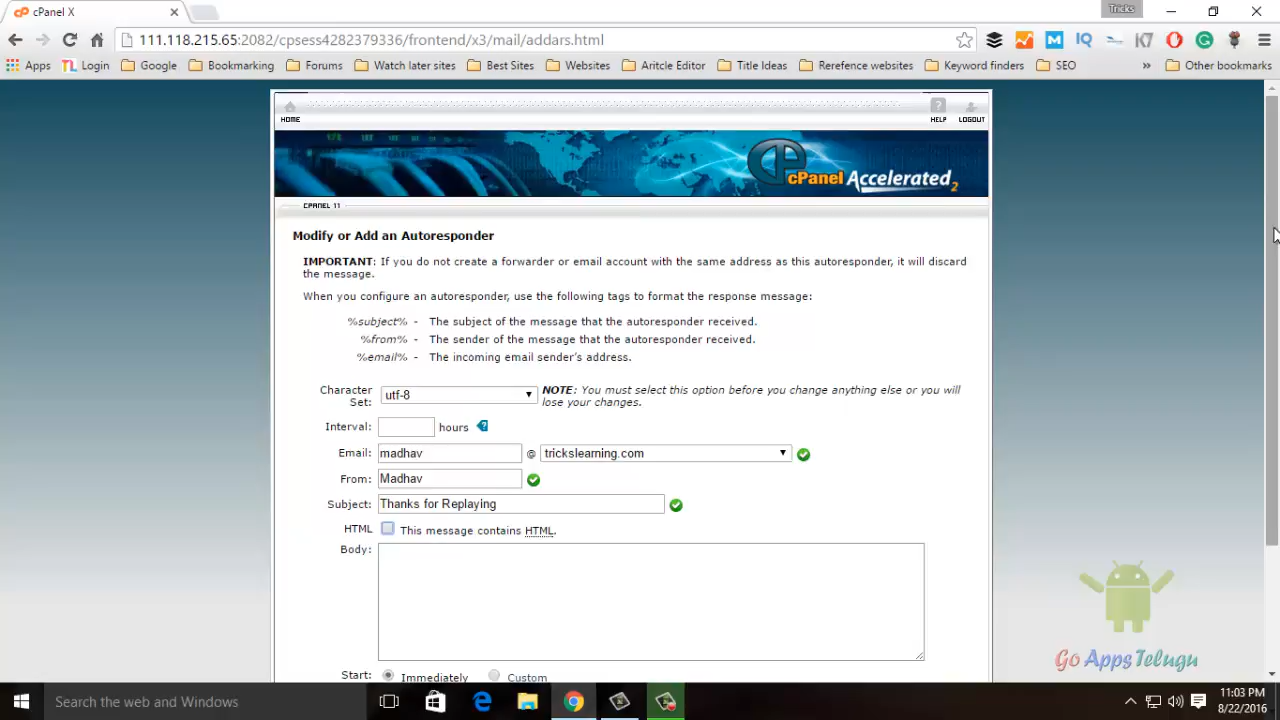 cPanel X
Tricks
111.118.215.65:2082/cpsess4282379336/frontend/x3/mail/addars.html
IQ
K7
Apps
TL Login
Google
Bookmarking
Forums
Watch later sites
Best Sites
Websites
Aritcle Editor
Title Ideas
Rerefence websites
Keyword finders
SEO
»
Other bookmarks
HOME
?
HELP
LOGOUT
cPanel Accelerated2
CPANEL 11
Modify or Add an Autoresponder
IMPORTANT: If you do not create a forwarder or email account with the same address as this autoresponder, it will discard
the message.
When you configure an autoresponder, use the following tags to format the response message:
%subject% - The subject of the message that the autoresponder received.
%from% - The sender of the message that the autoresponder received.
%email% - The incoming email sender's address.
Character
Set:
utf-8
NOTE: You must select this option before you change anything else or you will
lose your changes.
Interval:
hours
?
Email:
madhav
@
trickslearning.com
From:
Madhav
Subject:
Thanks for Replaying
HTML
This message contains HTML.
Body:
Start:
Immediately
Custom
Go AppsTelugu
Search the web and Windows
11:03 PM
8/22/2016